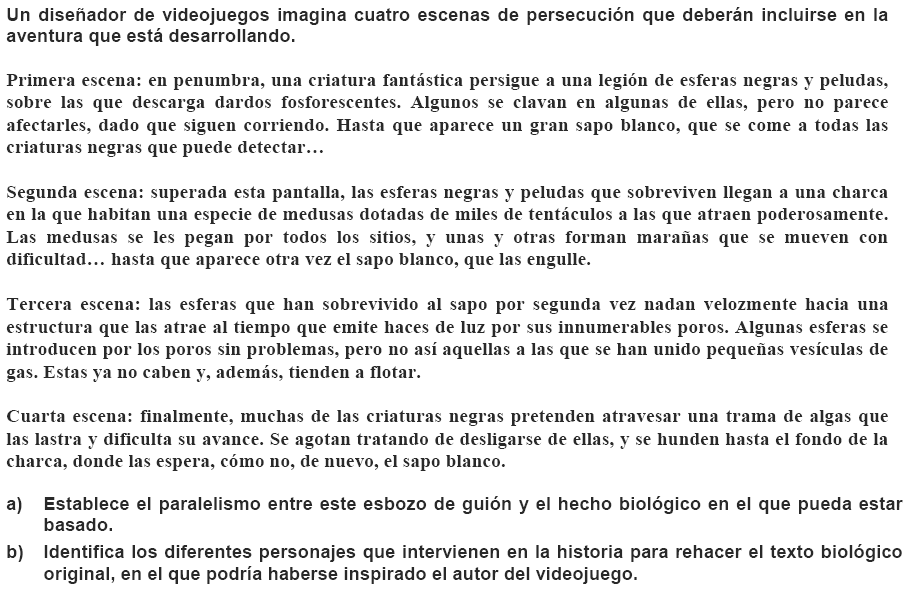 Un diseñador de videojuegos imagina cuatro escenas de persecución que deberán incluirse en la
aventura que está desarrollando.
Primera escena: en penumbra, una criatura fantástica persigue a una legión de esferas negras y peludas,
sobre las que descarga dardos fosforescentes. Algunos se clavan en algunas de ellas, pero no parece
afectarles, dado que siguen corriendo. Hasta que aparece un gran sapo blanco, que se come a todas las
criaturas negras que puede detectar…
Segunda escena: superada esta pantalla, las esferas negras y peludas que sobreviven llegan a una charca
en la que habitan una especie de medusas dotadas de miles de tentáculos a las que atraen poderosamente.
Las medusas se les pegan por todos los sitios, y unas y otras forman marañas que se mueven con
dificultad… hasta que aparece otra vez el sapo blanco, que las engulle.
Tercera escena: las esferas que han sobrevivido al sapo por segunda vez nadan velozmente hacia una
estructura que las atrae al tiempo que emite haces de luz por sus innumerables poros. Algunas esferas se
introducen por los poros sin problemas, pero no así aquellas a las que se han unido pequeñas vesículas de
gas. Estas ya no caben y, además, tienden a flotar.
Cuarta escena: finalmente, muchas de las criaturas negras pretenden atravesar una trama de algas que
las lastra y dificulta su avance. Se agotan tratando de desligarse de ellas, y se hunden hasta el fondo de la
charca, donde las espera, cómo no, de nuevo, el sapo blanco.
a) Establece el paralelismo entre este esbozo de guión y el hecho biológico en el que pueda estar
basado.
b) Identifica los diferentes personajes que intervienen en la historia para rehacer el texto biológico
original, en el que podría haberse inspirado el autor del videojuego.